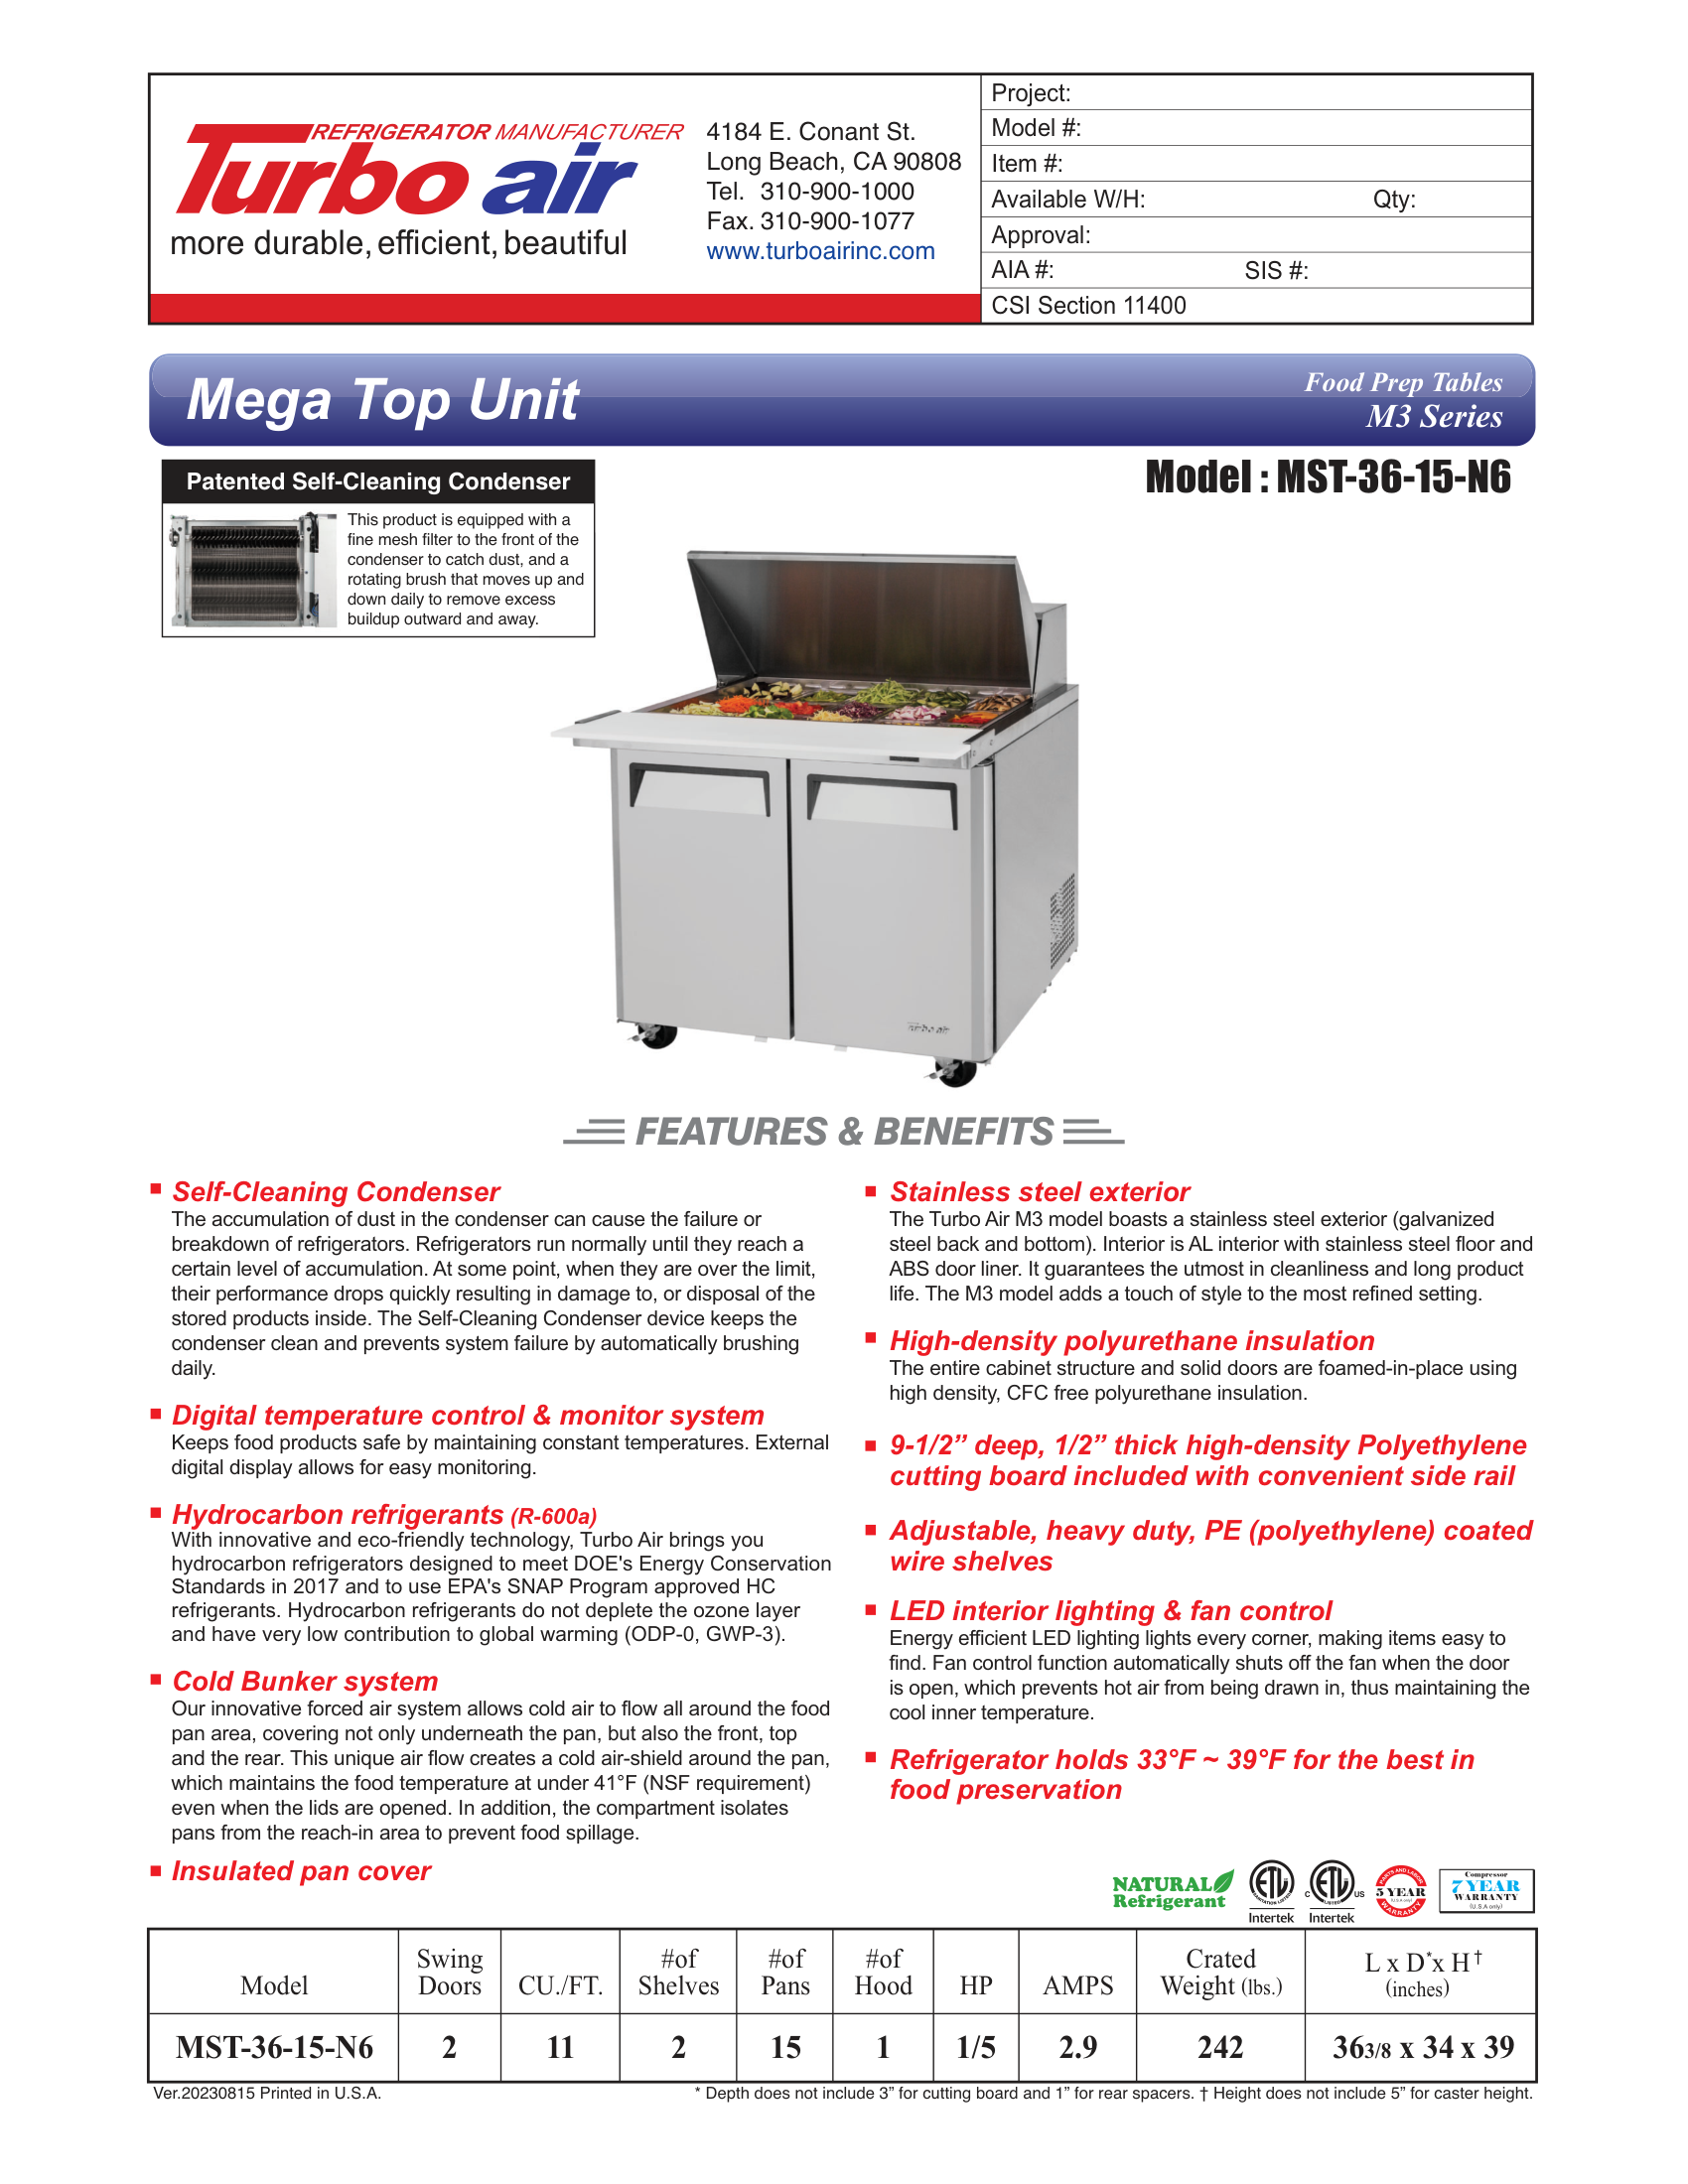 REFRIGERATOR MANUFACTURER
Turbo air
more durable, efficient, beautiful
4184 E. Conant St.
Long Beach, CA 90808
Tel. 310-900-1000
Fax. 310-900-1077
www.turboairinc.com
Project:
Model #:
Item #:
Available W/H: Qty:
Approval:
AIA #: SIS #:
CSI Section 11400
Mega Top Unit
Food Prep Tables
M3 Series
Patented Self-Cleaning Condenser
This product is equipped with a
fine mesh filter to the front of the
condenser to catch dust, and a
rotating brush that moves up and
down daily to remove excess
buildup outward and away.
Model : MST-36-15-N6
Turbo air
FEATURES & BENEFITS
Self-Cleaning Condenser
The accumulation of dust in the condenser can cause the failure or
breakdown of refrigerators. Refrigerators run normally until they reach a
certain level of accumulation. At some point, when they are over the limit,
their performance drops quickly resulting in damage to, or disposal of the
stored products inside. The Self-Cleaning Condenser device keeps the
condenser clean and prevents system failure by automatically brushing
daily.
Digital temperature control & monitor system
Keeps food products safe by maintaining constant temperatures. External
digital display allows for easy monitoring.
Hydrocarbon refrigerants (R-600a)
With innovative and eco-friendly technology, Turbo Air brings you
hydrocarbon refrigerators designed to meet DOE's Energy Conservation
Standards in 2017 and to use EPA's SNAP Program approved HC
refrigerants. Hydrocarbon refrigerants do not deplete the ozone layer
and have very low contribution to global warming (ODP-0, GWP-3).
Cold Bunker system
Our innovative forced air system allows cold air to flow all around the food
pan area, covering not only underneath the pan, but also the front, top
and the rear. This unique air flow creates a cold air-shield around the pan,
which maintains the food temperature at under 41°F (NSF requirement)
even when the lids are opened. In addition, the compartment isolates
pans from the reach-in area to prevent food spillage.
Insulated pan cover
Stainless steel exterior
The Turbo Air M3 model boasts a stainless steel exterior (galvanized
steel back and bottom). Interior is AL interior with stainless steel floor and
ABS door liner. It guarantees the utmost in cleanliness and long product
life. The M3 model adds a touch of style to the most refined setting.
High-density polyurethane insulation
The entire cabinet structure and solid doors are foamed-in-place using
high density, CFC free polyurethane insulation.
9-1/2” deep, 1/2” thick high-density Polyethylene
cutting board included with convenient side rail
Adjustable, heavy duty, PE (polyethylene) coated
wire shelves
LED interior lighting & fan control
Energy efficient LED lighting lights every corner, making items easy to
find. Fan control function automatically shuts off the fan when the door
is open, which prevents hot air from being drawn in, thus maintaining the
cool inner temperature.
Refrigerator holds 33°F ~ 39°F for the best in
food preservation
NATURAL
Refrigerant
ETL
SANITATION LISTED
Intertek
C ETL US
LISTED
Intertek
PARTS AND LABOR
5 YEAR
(U.S.A only)
WARRANTY
Compressor
7 YEAR
WARRANTY
(U.S.A only)
Model Swing Doors CU./FT. #of Shelves #of Pans #of Hood HP AMPS Crated Weight (lbs.) L x D* x H† (inches)
MST-36-15-N6 2 11 2 15 1 1/5 2.9 242 363/8 x 34 x 39
Ver.20230815 Printed in U.S.A.
* Depth does not include 3” for cutting board and 1” for rear spacers. † Height does not include 5” for caster height.